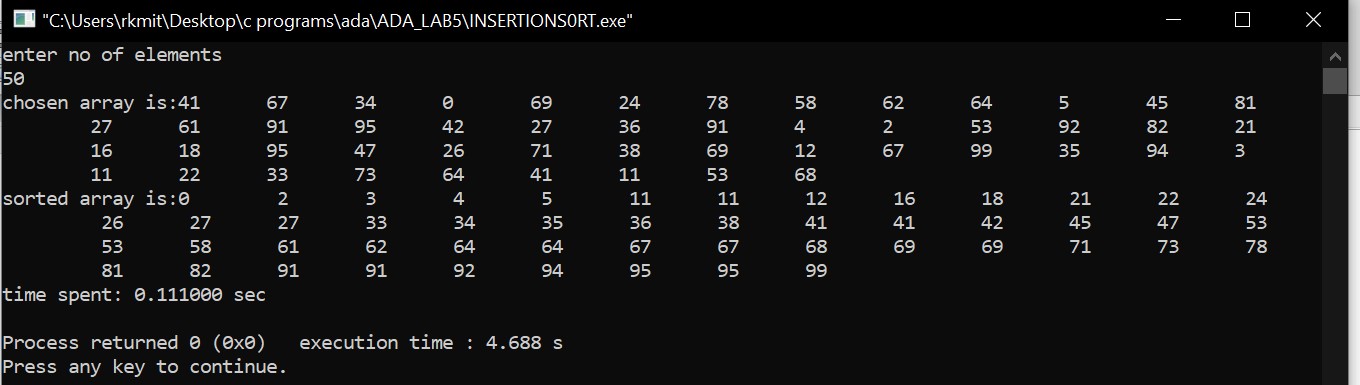 "C:\Users\rkmit\Desktop\c programs\ada\ADA_LAB5\INSERTIONS0RT.exe"
enter no of elements
50
chosen array is:41 67 34 0 69 24 78 58 62 64 5 45 81
27 61 91 95 42 27 36 91 4 2 53 92 82 21
16 18 95 47 26 71 38 69 12 67 99 35 94 3
11 22 33 73 64 41 11 53 68
sorted array is:0 2 3 4 5 11 11 12 16 18 21 22 24
26 27 27 33 34 35 36 38 41 41 42 45 47 53
53 58 61 62 64 64 67 67 68 69 69 71 73 78
81 82 91 91 92 94 95 95 99
time spent: 0.111000 sec
Process returned 0 (0x0) execution time : 4.688 s
Press any key to continue.